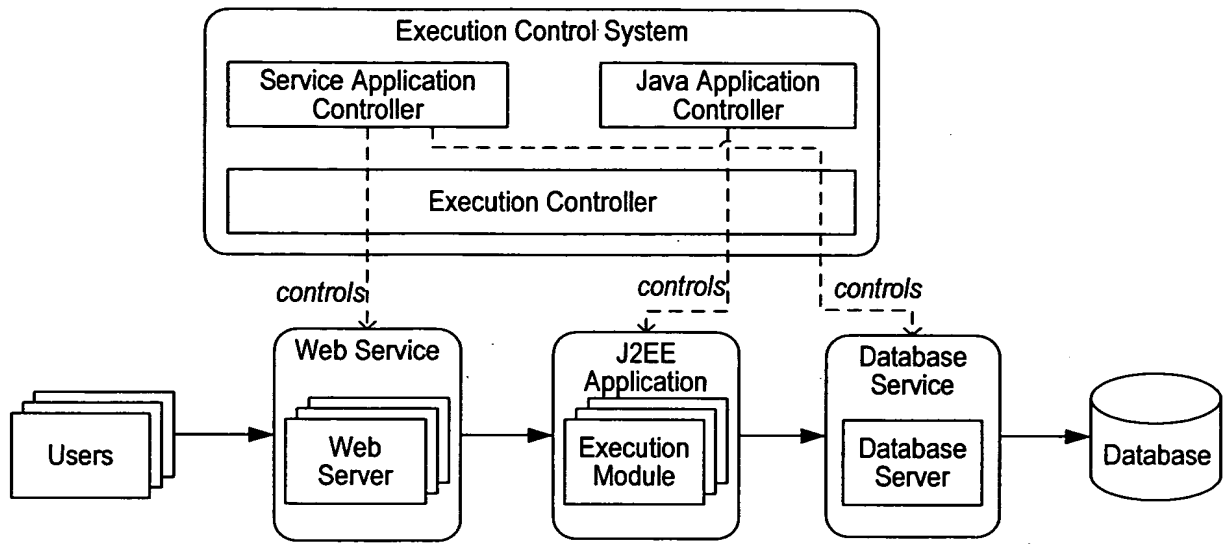 Execution Control System
Service Application
Controller
Java Application
Controller
Execution Controller
controls
controls
controls
Web Service
J2EE
Application
Database
Service
Users
Web
Server
Execution
Module
Database
Server
Database